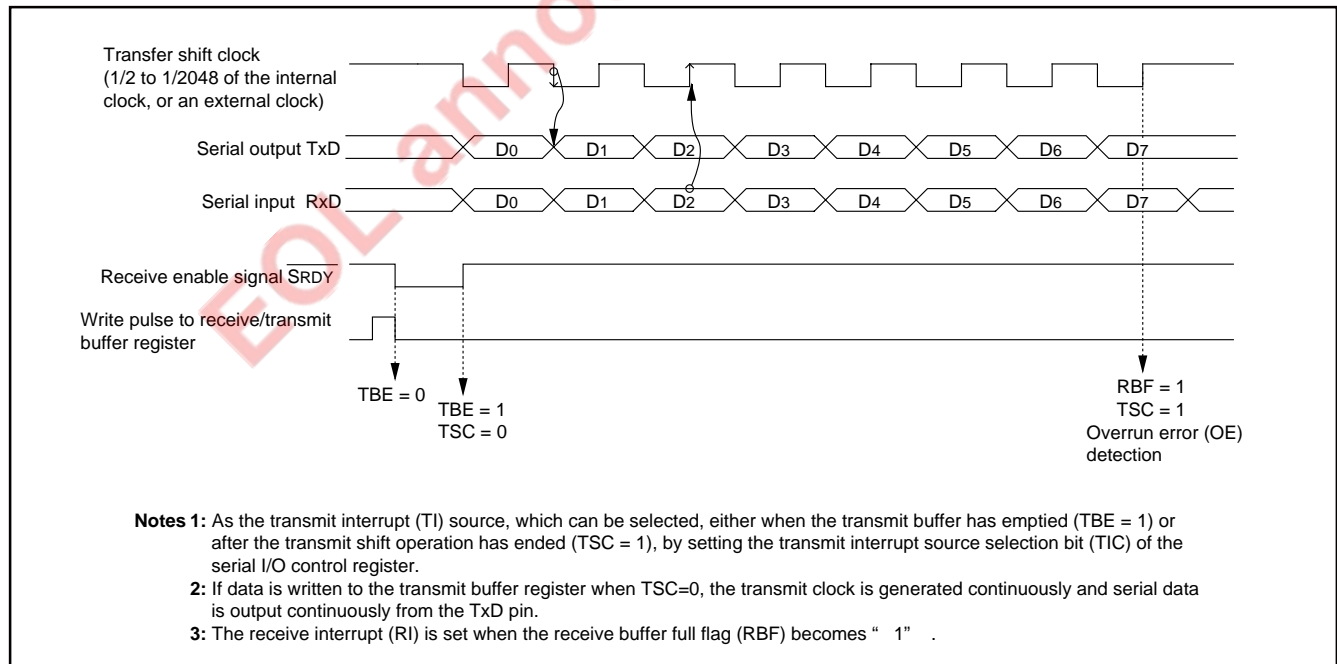 EOL anno
Transfer shift clock
(1/2 to 1/2048 of the internal
clock, or an external clock)
Serial output TxD
D0 D1 D2 D3 D4 D5 D6 D7
Serial input RxD
D0 D1 D2 D3 D4 D5 D6 D7
Receive enable signal SRDY
Write pulse to receive/transmit
buffer register
TBE = 0
TBE = 1
TSC = 0
RBF = 1
TSC = 1
Overrun error (OE)
detection
Notes 1: As the transmit interrupt (TI) source, which can be selected, either when the transmit buffer has emptied (TBE = 1) or
after the transmit shift operation has ended (TSC = 1), by setting the transmit interrupt source selection bit (TIC) of the
serial I/O control register.
2: If data is written to the transmit buffer register when TSC=0, the transmit clock is generated continuously and serial data
is output continuously from the TxD pin.
3: The receive interrupt (RI) is set when the receive buffer full flag (RBF) becomes “ 1” .